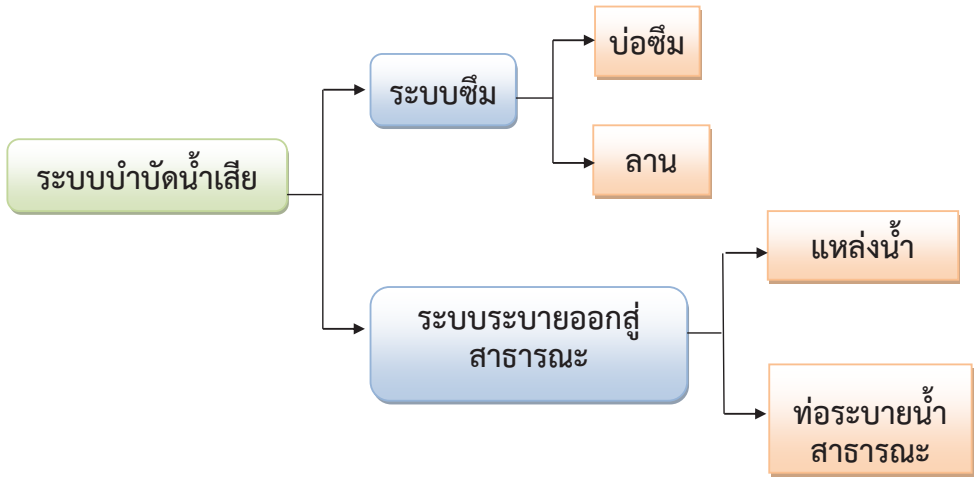 บ่อซึม
ระบบซึม
ลาน
ระบบบำบัดน้ำเสีย
แหล่งน้ำ
ระบบระบายออกสู่
สาธารณะ
ท่อระบายน้ำ
สาธารณะ